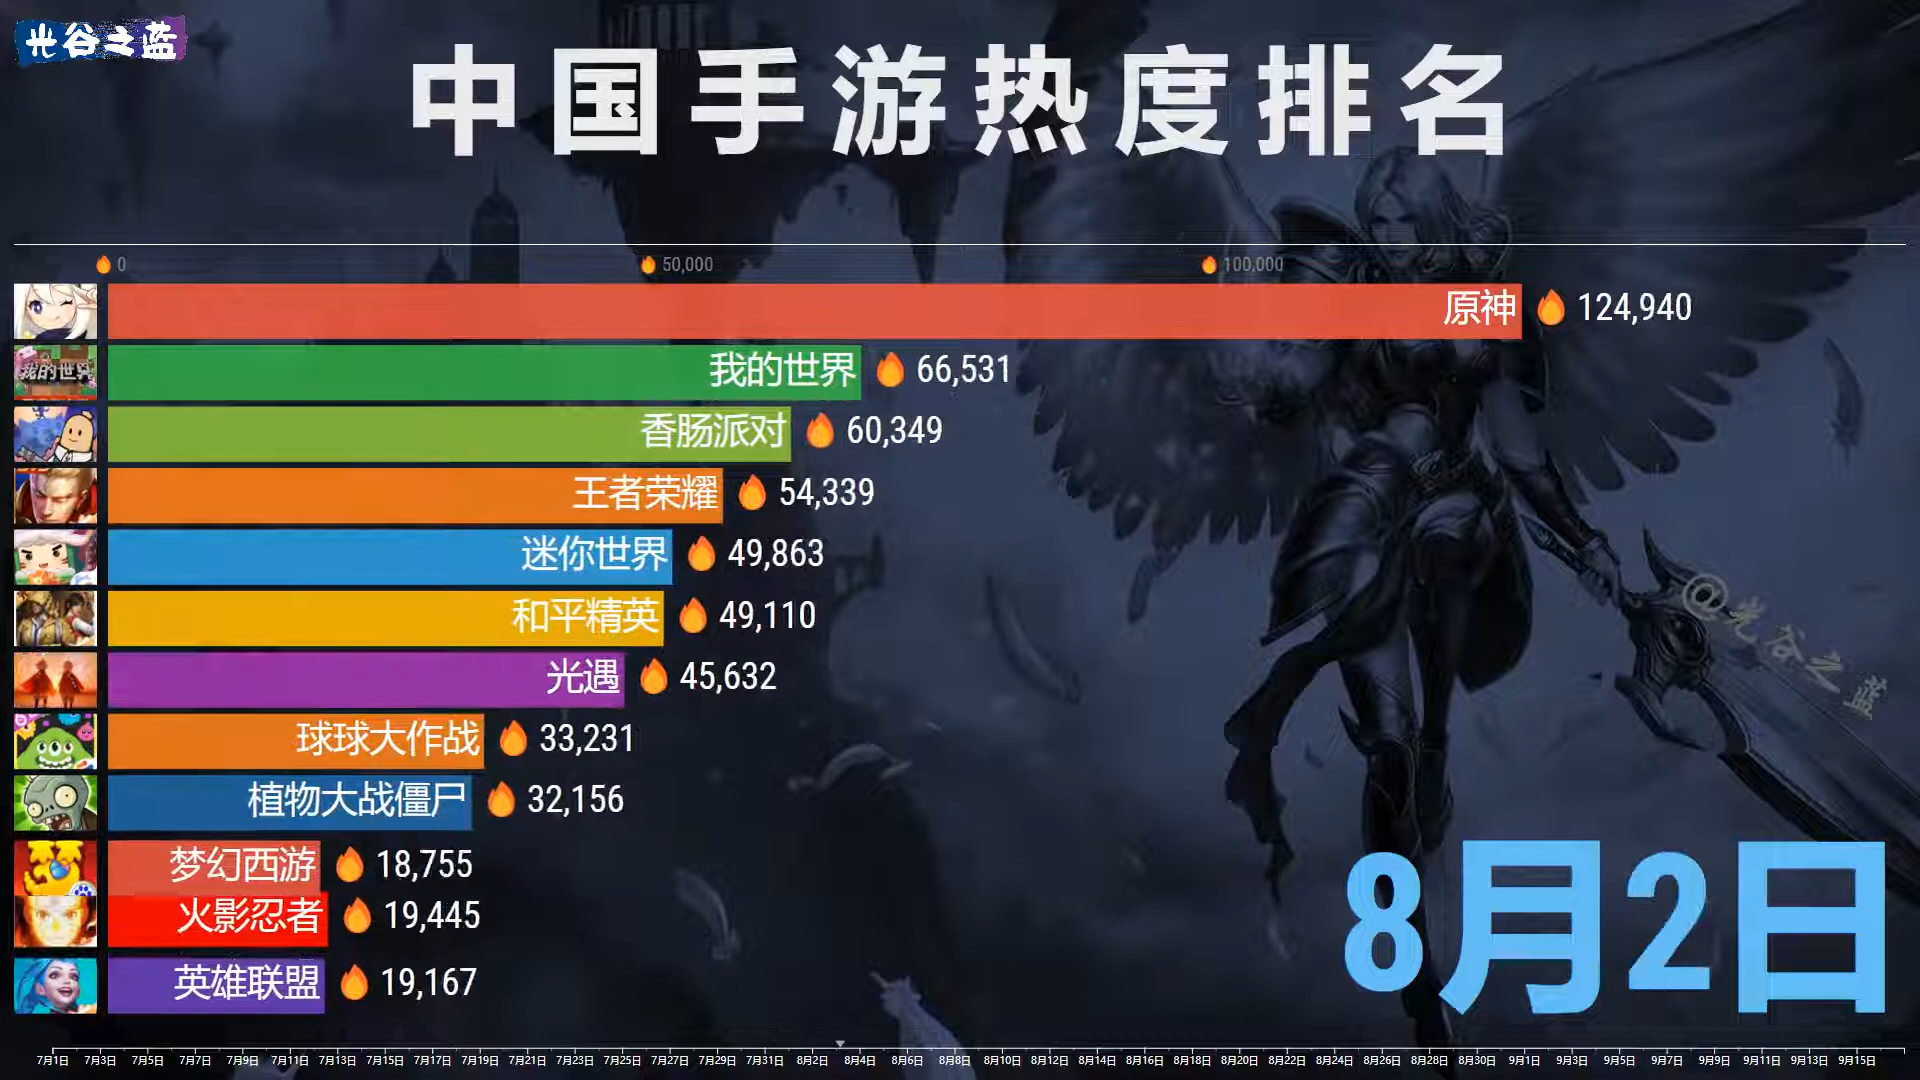 光谷之蓝
中国手游热度排名
0 50,000 100,000
原神 124,940
我的世界
我的世界 66,531
香肠派对 60,349
王者荣耀 54,339
迷你世界 49,863
和平精英 49,110
光遇 45,632
@光谷之蓝
球球大作战 33,231
植物大战僵尸 32,156
梦幻西游 18,755
火影忍者 19,445
英雄联盟 19,167
8月2日
7月1日 7月3日 7月5日 7月7日 7月9日 7月11日 7月13日 7月15日 7月17日 7月19日 7月21日 7月23日 7月25日 7月27日 7月29日 7月31日 8月2日 8月4日 8月6日 8月8日 8月10日 8月12日 8月14日 8月16日 8月18日 8月20日 8月22日 8月24日 8月26日 8月28日 8月30日 9月1日 9月3日 9月5日 9月7日 9月9日 9月11日 9月13日 9月15日